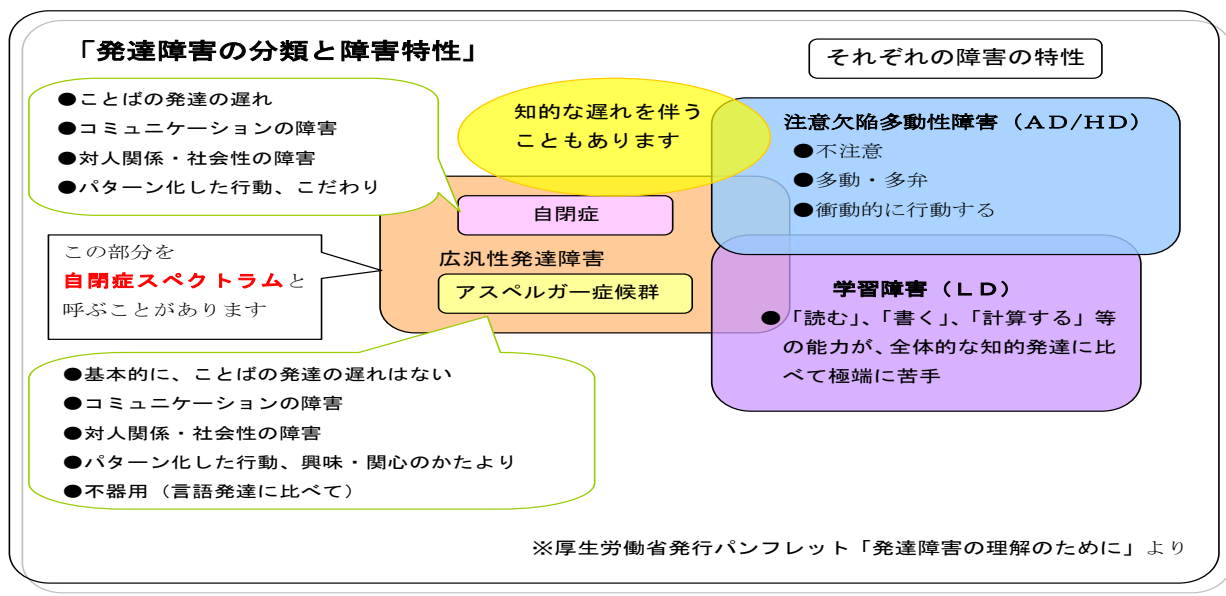 「発達障害の分類と障害特性」
それぞれの障害の特性
●ことばの発達の遅れ
●コミュニケーションの障害
●対人関係・社会性の障害
●パターン化した行動、こだわり
知的な遅れを伴う
こともあります
注意欠陥多動性障害（AD/HD）
●不注意
●多動・多弁
●衝動的に行動する
自閉症
広汎性発達障害
アスペルガー症候群
この部分を
自閉症スペクトラムと
呼ぶことがあります
学習障害（LD）
●「読む」、「書く」、「計算する」等
の能力が、全体的な知的発達に比
べて極端に苦手
●基本的に、ことばの発達の遅れはない
●コミュニケーションの障害
●対人関係・社会性の障害
●パターン化した行動、興味・関心のかたより
●不器用（言語発達に比べて）
※厚生労働省発行パンフレット「発達障害の理解のために」より